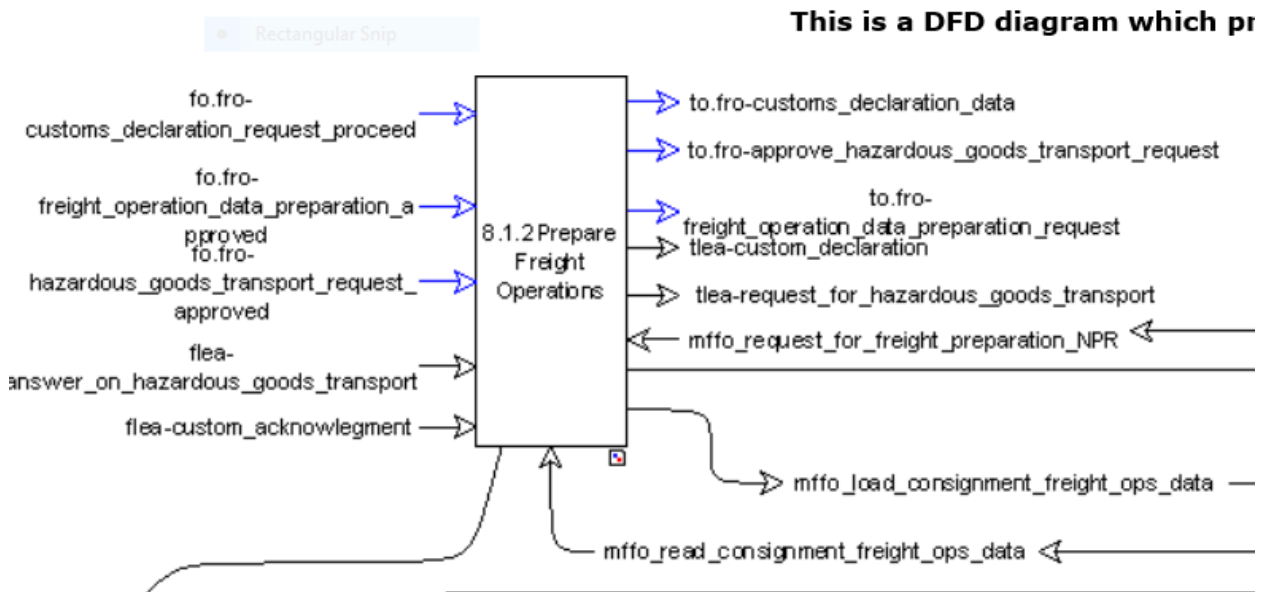 Rectangular Snip
This is a DFD diagram which pr
fo.fro-
customs_declaration_request_proceed
fo.fro-
freight_operation_data_preparation_a
pproved
fo.fro-
hazardous_goods_transport_request_
approved
flea-
answer_on_hazardous_goods_transport
flea-custom_acknowlegment
8.1.2 Prepare
Freight
Operations
to.fro-customs_declaration_data
to.fro-approve_hazardous_goods_transport_request
to.fro-
freight_operation_data_preparation_request
tlea-custom_declaration
tlea-request_for_hazardous_goods_transport
mffo_request_for_freight_preparation_NPR
mffo_load_consignment_freight_ops_data
mffo_read_consignment_freight_ops_data